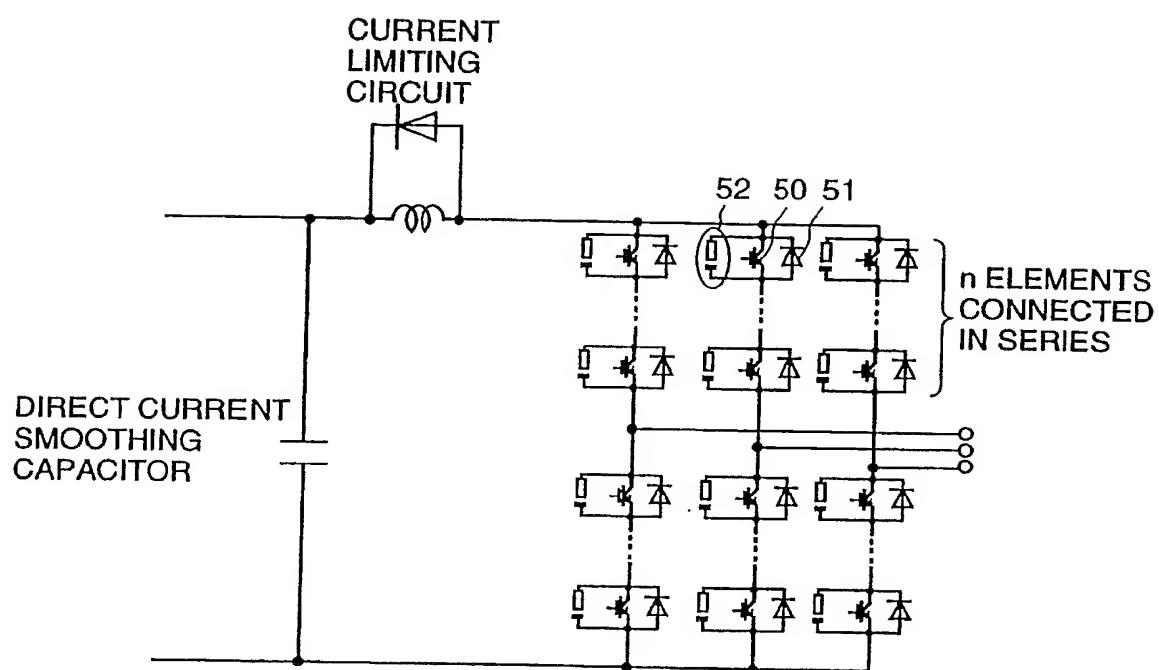 CURRENT
LIMITING
CIRCUIT
52 50 51
n ELEMENTS
CONNECTED
IN SERIES
DIRECT CURRENT
SMOOTHING
CAPACITOR